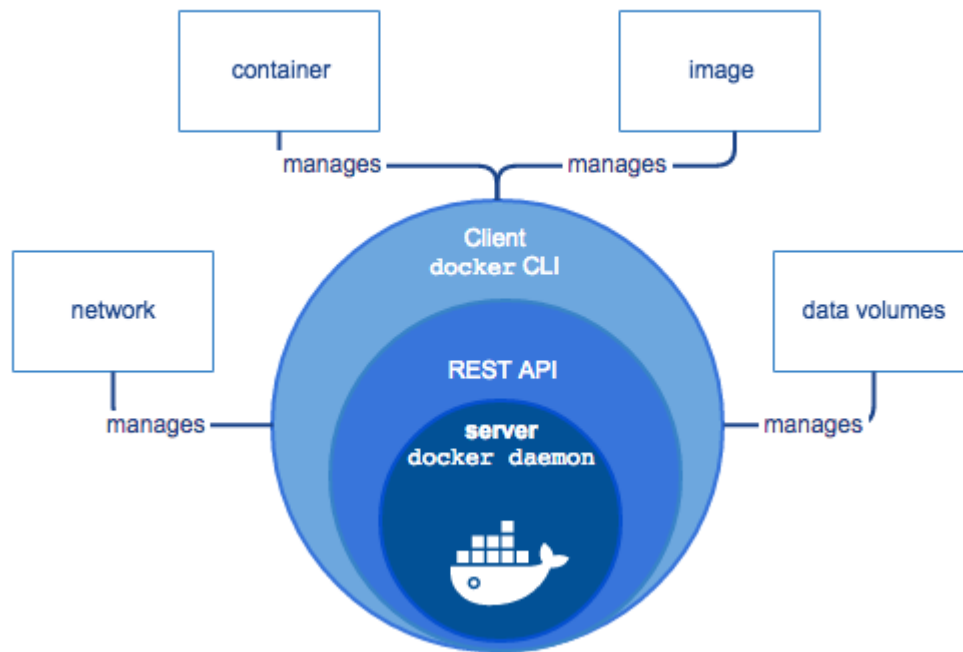 container
image
manages
manages
Client
docker CLI
network
data volumes
REST API
manages
manages
server
docker daemon